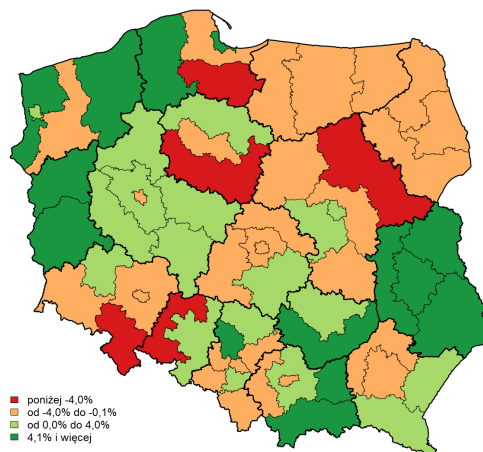 poniżej -4,0%
od -4,0% do -0,1%
od 0,0% do 4,0%
4,1% i więcej